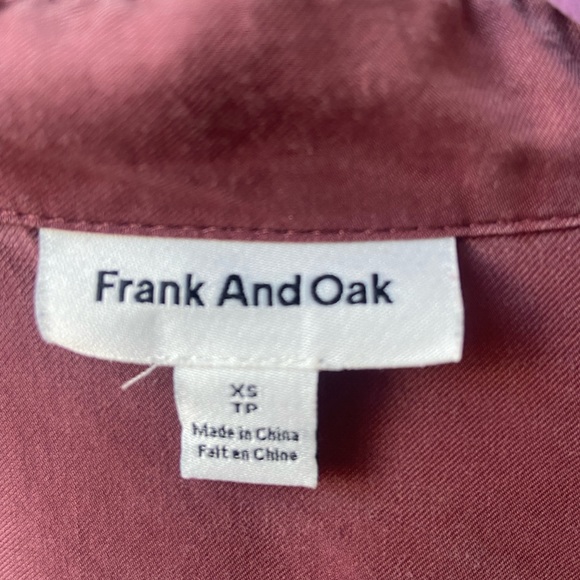 Frank And Oak
XS
TP
Made in China
Fait en Chine